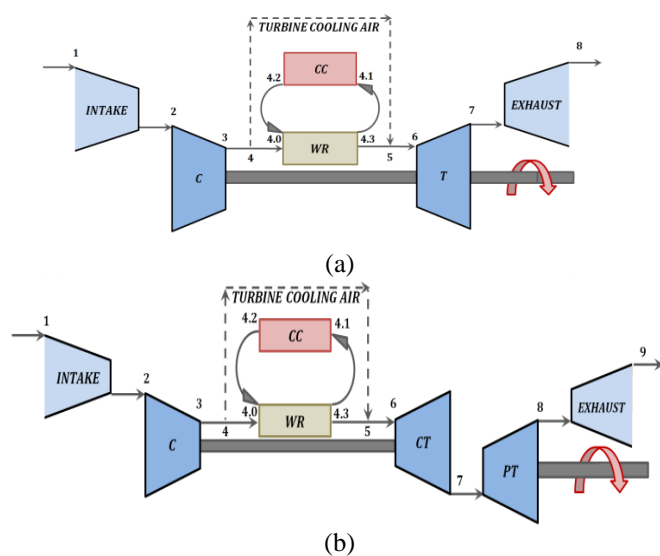 TURBINE COOLING AIR
1
8
4.2
CC
4.1
INTAKE
2
7
EXHAUST
3
4.0
WR
4.3
6
4
5
C
T
(a)
TURBINE COOLING AIR
1
4.2
CC
4.1
9
INTAKE
2
6
8
EXHAUST
3
4.0
WR
4.3
4
5
C
CT
7
PT
(b)